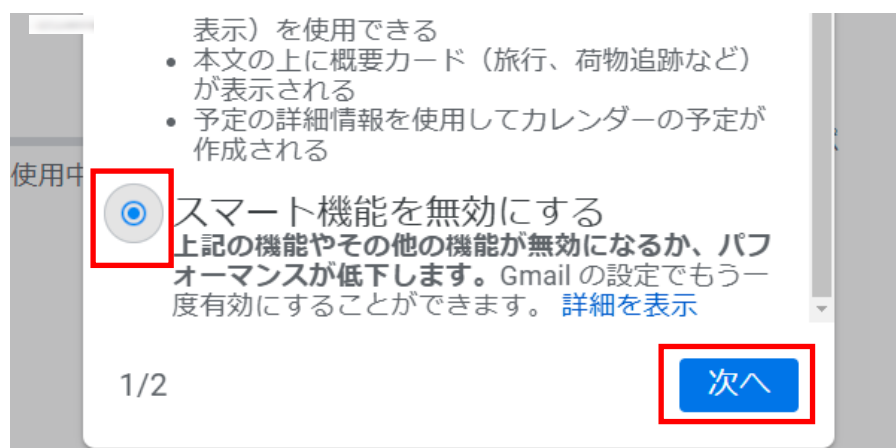 表示）を使用できる
• 本文の上に概要カード（旅行、荷物追跡など）
が表示される
• 予定の詳細情報を使用してカレンダーの予定が
作成される
使用中
スマート機能を無効にする
上記の機能やその他の機能が無効になるか、パフ
ォーマンスが低下します。Gmail の設定でもう一
度有効にすることができます。 詳細を表示
1/2
次へ